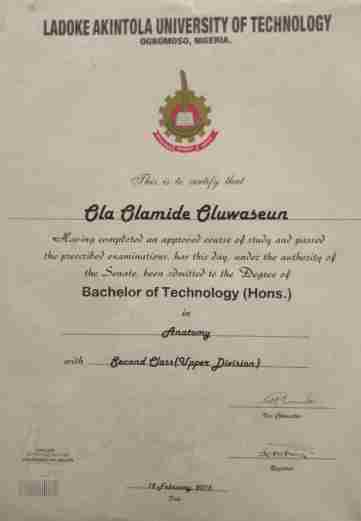 LADOKE AKINTOLA UNIVERSITY OF TECHNOLOGY
OGBOMOSO, NIGERIA.
This is to certify that
Ola Olamide Oluwaseun
Having completed an approved course of study and passed
the prescribed examinations, has this day, under the authority of
the Senate, been admitted to the Degree of
Bachelor of Technology (Hons.)
in
Anatomy
with Second Class (Upper Division)
Vice Chancellor
Registrar
February,
Date